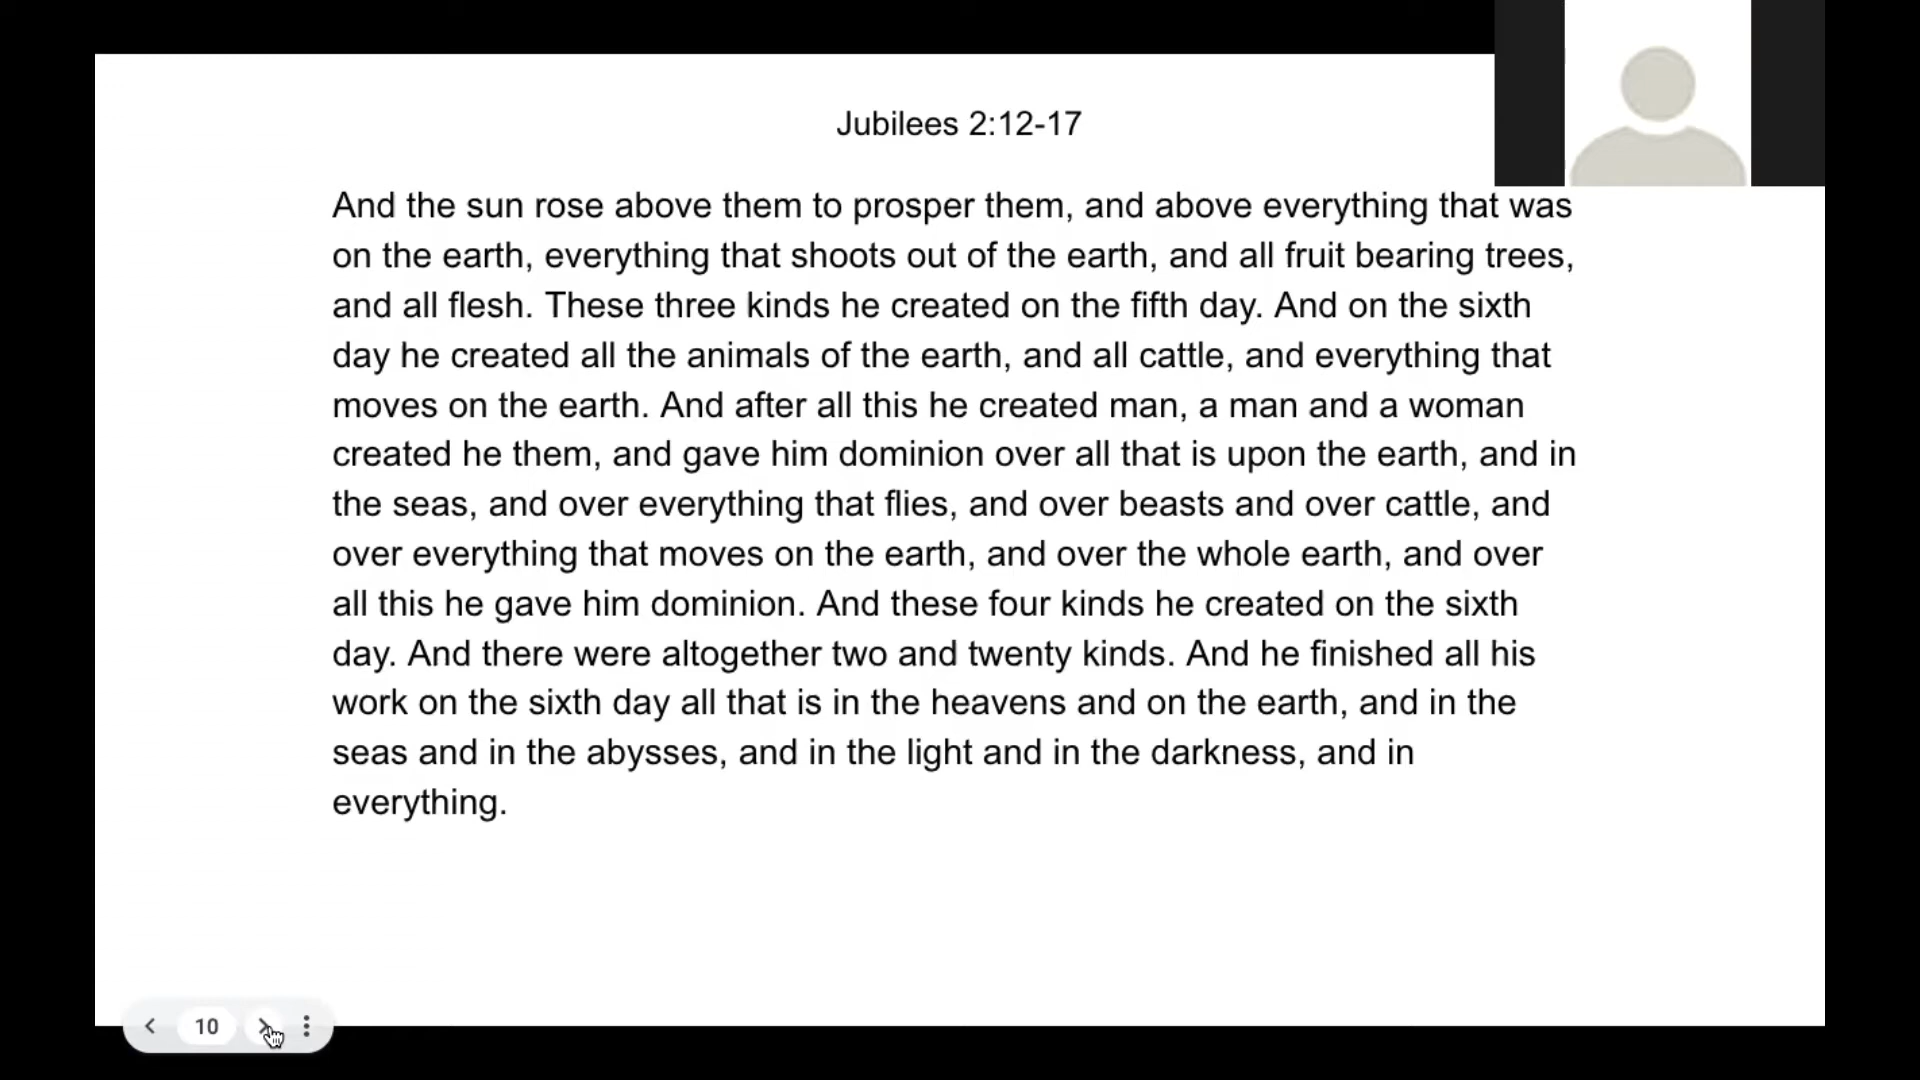 Jubilees 2:12-17
And the sun rose above them to prosper them, and above everything that was
on the earth, everything that shoots out of the earth, and all fruit bearing trees,
and all flesh. These three kinds he created on the fifth day. And on the sixth
day he created all the animals of the earth, and all cattle, and everything that
moves on the earth. And after all this he created man, a man and a woman
created he them, and gave him dominion over all that is upon the earth, and in
the seas, and over everything that flies, and over beasts and over cattle, and
over everything that moves on the earth, and over the whole earth, and over
all this he gave him dominion. And these four kinds he created on the sixth
day. And there were altogether two and twenty kinds. And he finished all his
work on the sixth day all that is in the heavens and on the earth, and in the
seas and in the abysses, and in the light and in the darkness, and in
everything.
10